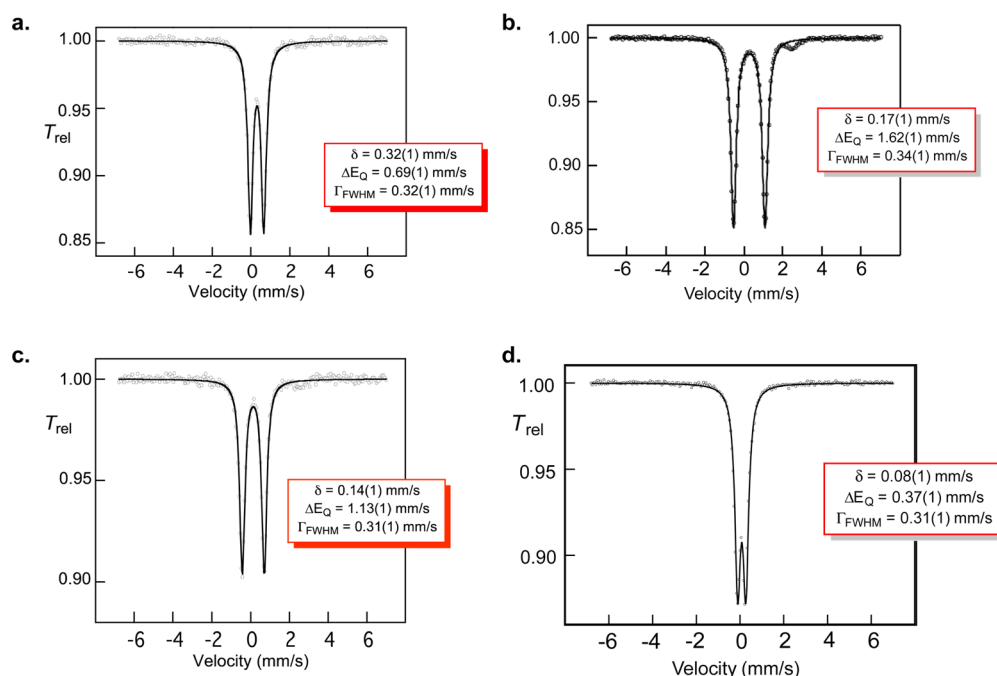 a.
1.00
0.95
T_rel
0.90
0.85
δ = 0.32(1) mm/s
ΔE_Q = 0.69(1) mm/s
Γ_FWHM = 0.32(1) mm/s
-6 -4 -2 0 2 4 6
Velocity (mm/s)
b.
1.00
0.95
T_rel
0.90
0.85
δ = 0.17(1) mm/s
ΔE_Q = 1.62(1) mm/s
Γ_FWHM = 0.34(1) mm/s
-6 -4 -2 0 2 4 6
Velocity (mm/s)
c.
1.00
T_rel
0.95
0.90
δ = 0.14(1) mm/s
ΔE_Q = 1.13(1) mm/s
Γ_FWHM = 0.31(1) mm/s
-6 -4 -2 0 2 4 6
Velocity (mm/s)
d.
1.00
T_rel
0.95
0.90
δ = 0.08(1) mm/s
ΔE_Q = 0.37(1) mm/s
Γ_FWHM = 0.31(1) mm/s
-6 -4 -2 0 2 4 6
Velocity (mm/s)